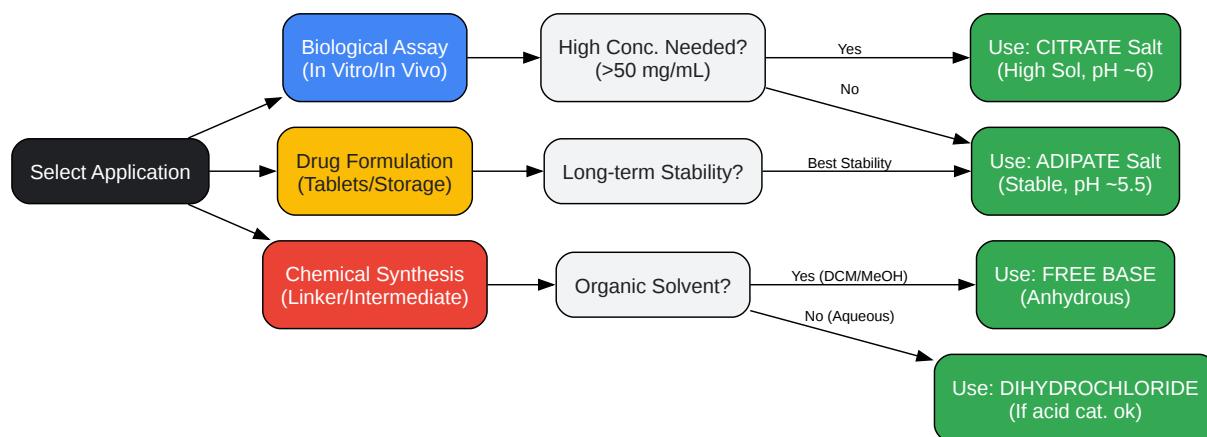 Select Application
Biological Assay
(In Vitro/In Vivo)
High Conc. Needed?
(>50 mg/mL)
Yes
No
Use: CITRATE Salt
(High Sol, pH ~6)
Drug Formulation
(Tablets/Storage)
Long-term Stability?
Best Stability
Use: ADIPATE Salt
(Stable, pH ~5.5)
Chemical Synthesis
(Linker/Intermediate)
Organic Solvent?
Yes (DCM/MeOH)
Use: FREE BASE
(Anhydrous)
No (Aqueous)
Use: DIHYDROCHLORIDE
(If acid cat. ok)